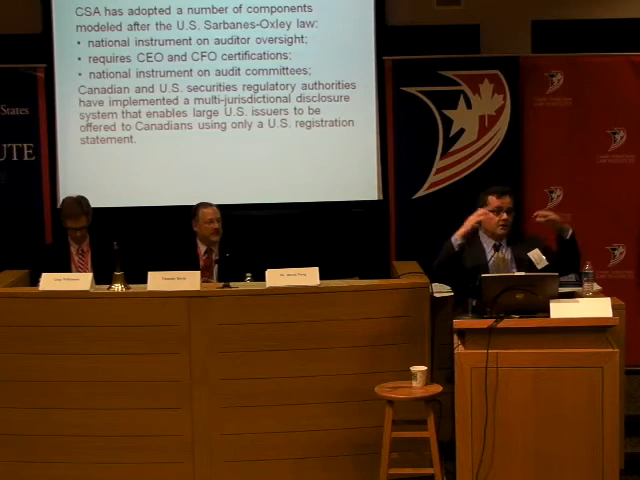 CSA has adopted a number of components
modeled after the U.S. Sarbanes-Oxley law:
• national instrument on auditor oversight;
• requires CEO and CFO certifications;
• national instrument on audit committees;
Canadian and U.S. securities regulatory authorities
have implemented a multi-jurisdictional disclosure
system that enables large U.S. issuers to be
offered to Canadians using only a U.S. registration
statement.
States
UTE